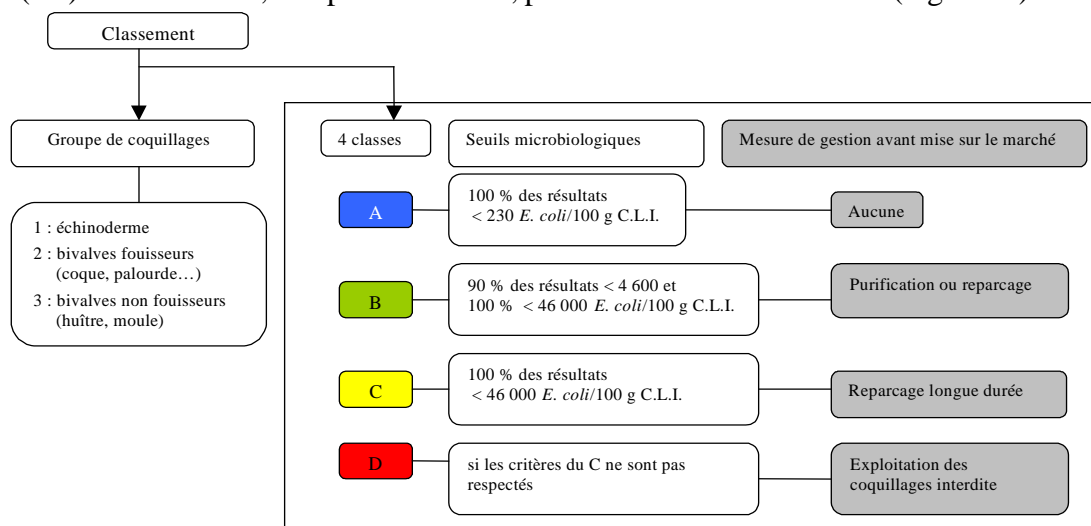 Classement
Groupe de coquillages
4 classes
Seuils microbiologiques
Mesure de gestion avant mise sur le marché
1 : échinoderme
2 : bivalves fouisseurs
(coque, palourde…)
3 : bivalves non fouisseurs
(huître, moule)
A
100 % des résultats
< 230 E. coli/100 g C.L.I.
Aucune
B
90 % des résultats < 4 600 et
100 % < 46 000 E. coli/100 g C.L.I.
Purification ou reparcage
C
100 % des résultats
< 46 000 E. coli/100 g C.L.I.
Reparcage longue durée
D
si les critères du C ne sont pas
respectés
Exploitation des
coquillages interdite